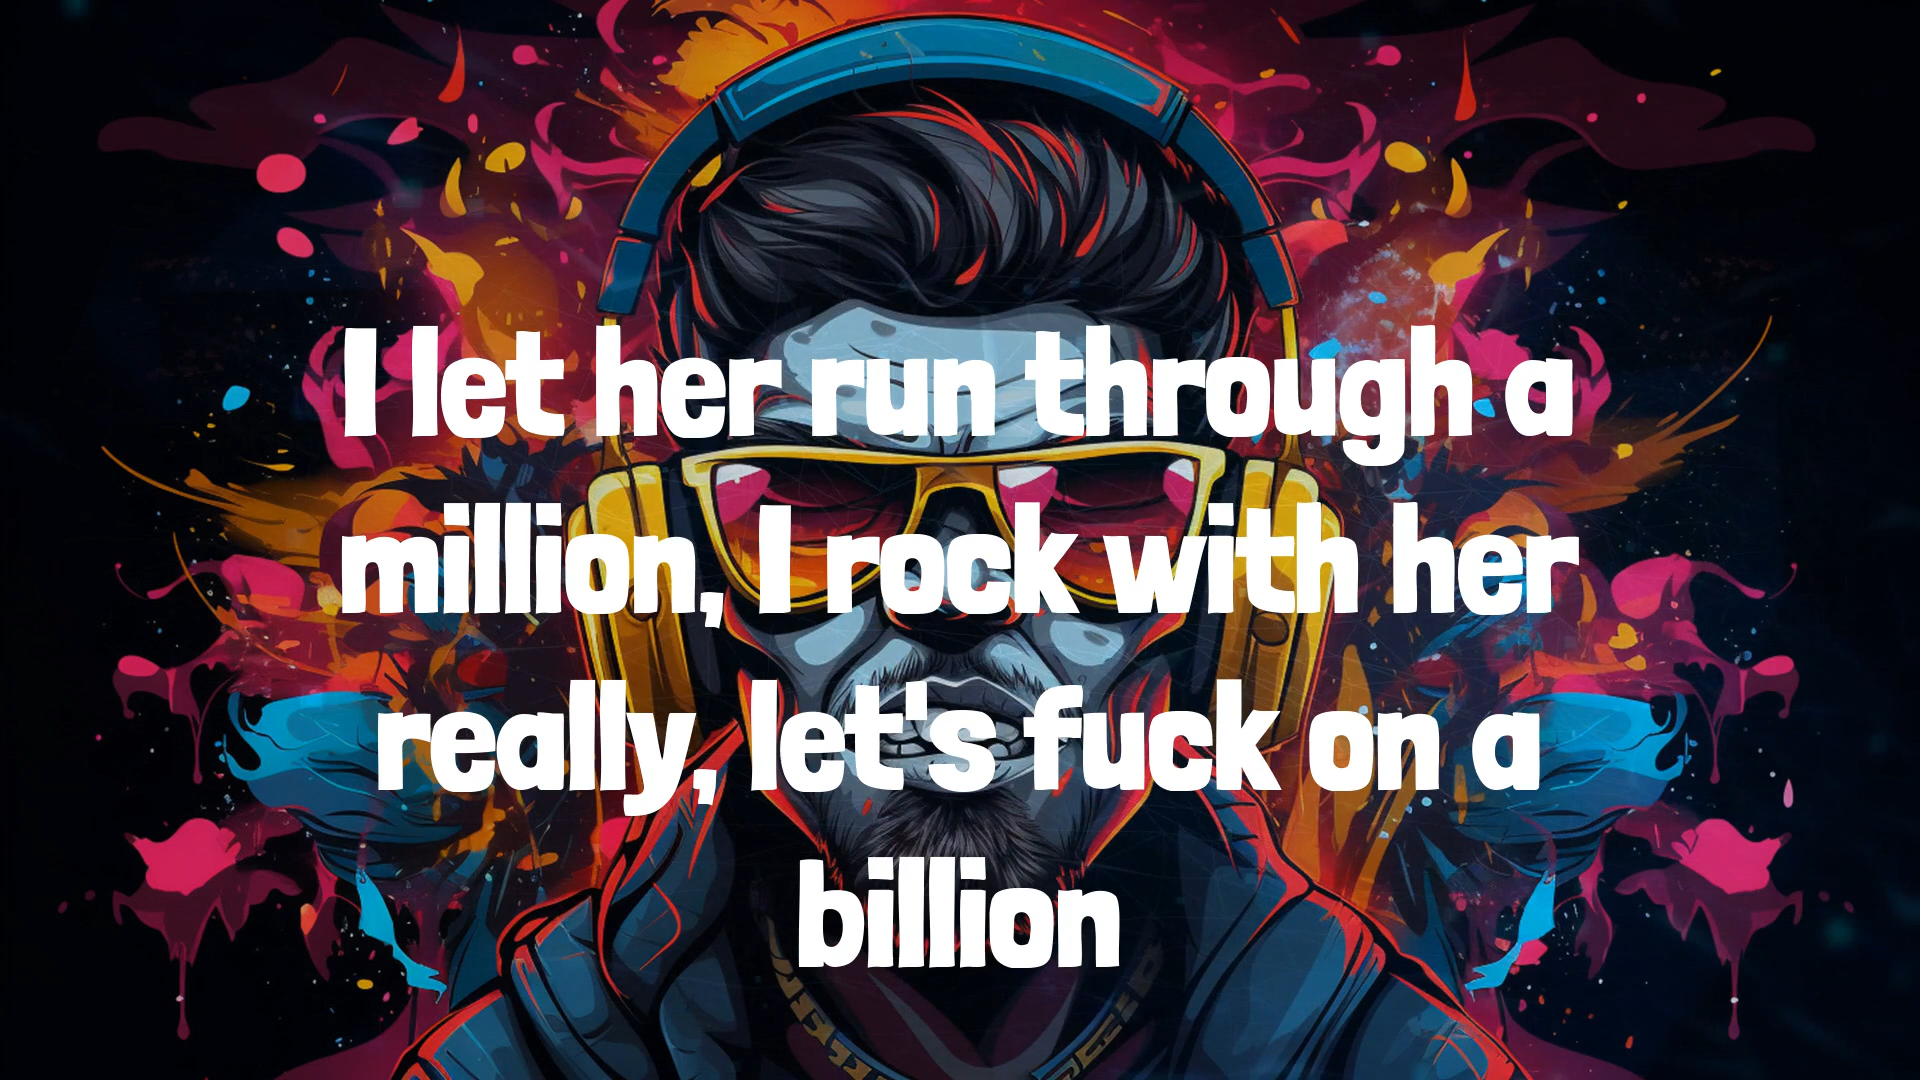 I let her run through a
million, I rock with her
really, let's fuck on a
billion